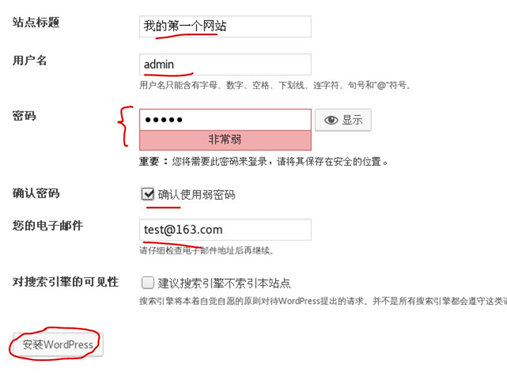 站点标题 我的第一个网站
用户名 admin
用户名只能含有字母、数字、空格、下划线、连字符、句号和"@"符号。
密码 ●●●●● 显示
非常弱
重要：您将需要此密码来登录，请将其保存在安全的位置。
确认密码 确认使用弱密码
您的电子邮件 test@163.com
请仔细检查电子邮件地址后再继续。
对搜索引擎的可见性 建议搜索引擎不索引本站点
搜索引擎将本着自觉自愿的原则对待WordPress提出的请求。并不是所有搜索引擎都会遵守这类
安装WordPress